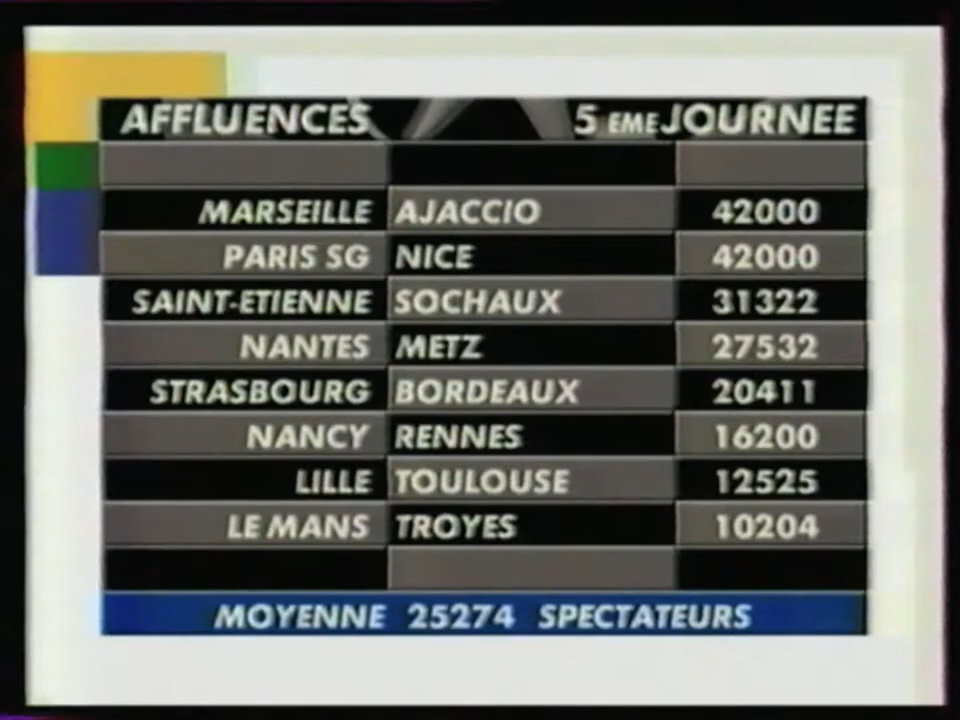 AFFLUENCES 5 EME JOURNEE
MARSEILLE AJACCIO 42000
PARIS SG NICE 42000
SAINT-ETIENNE SOCHAUX 31322
NANTES METZ 27532
STRASBOURG BORDEAUX 20411
NANCY RENNES 16200
LILLE TOULOUSE 12525
LE MANS TROYES 10204
MOYENNE 25274 SPECTATEURS